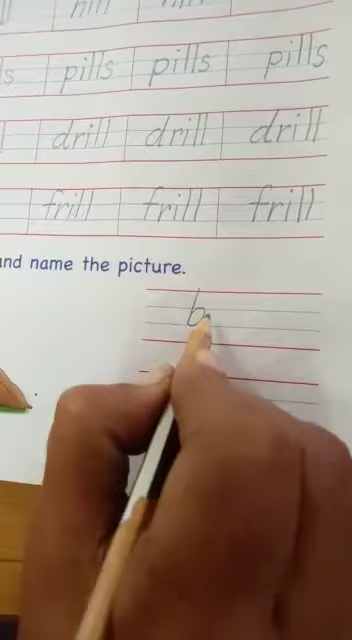 pills pills pills
drill drill drill
frill frill frill
and name the picture.
b